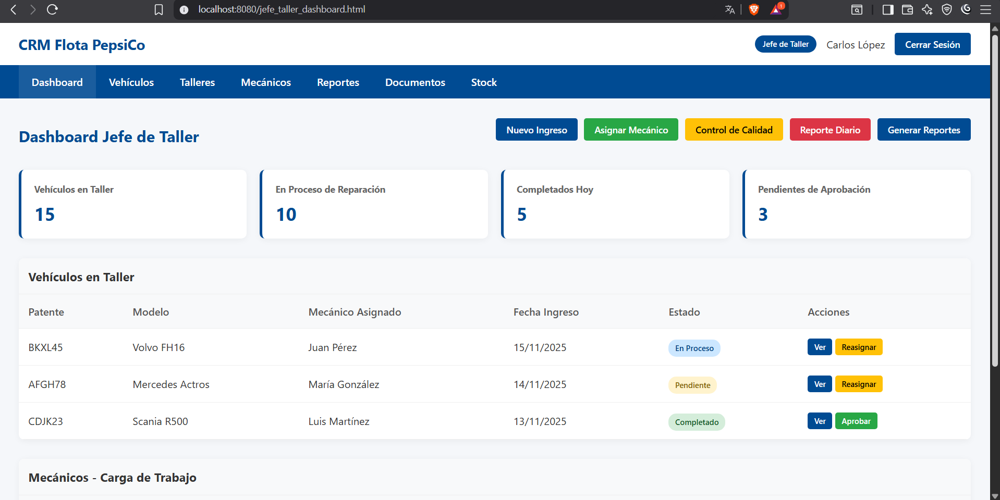 localhost:8080/jefe_taller_dashboard.html
1
CRM Flota PepsiCo
Jefe de Taller
Carlos López
Cerrar Sesión
Dashboard Vehículos Talleres Mecánicos Reportes Documentos Stock
Dashboard Jefe de Taller
Nuevo Ingreso Asignar Mecánico Control de Calidad Reporte Diario Generar Reportes
Vehículos en Taller
15
En Proceso de Reparación
10
Completados Hoy
5
Pendientes de Aprobación
3
Vehículos en Taller
Patente Modelo Mecánico Asignado Fecha Ingreso Estado Acciones
BKXL45 Volvo FH16 Juan Pérez 15/11/2025 En Proceso Ver Reasignar
AFGH78 Mercedes Actros María González 14/11/2025 Pendiente Ver Reasignar
CDJK23 Scania R500 Luis Martínez 13/11/2025 Completado Ver Aprobar
Mecánicos - Carga de Trabajo